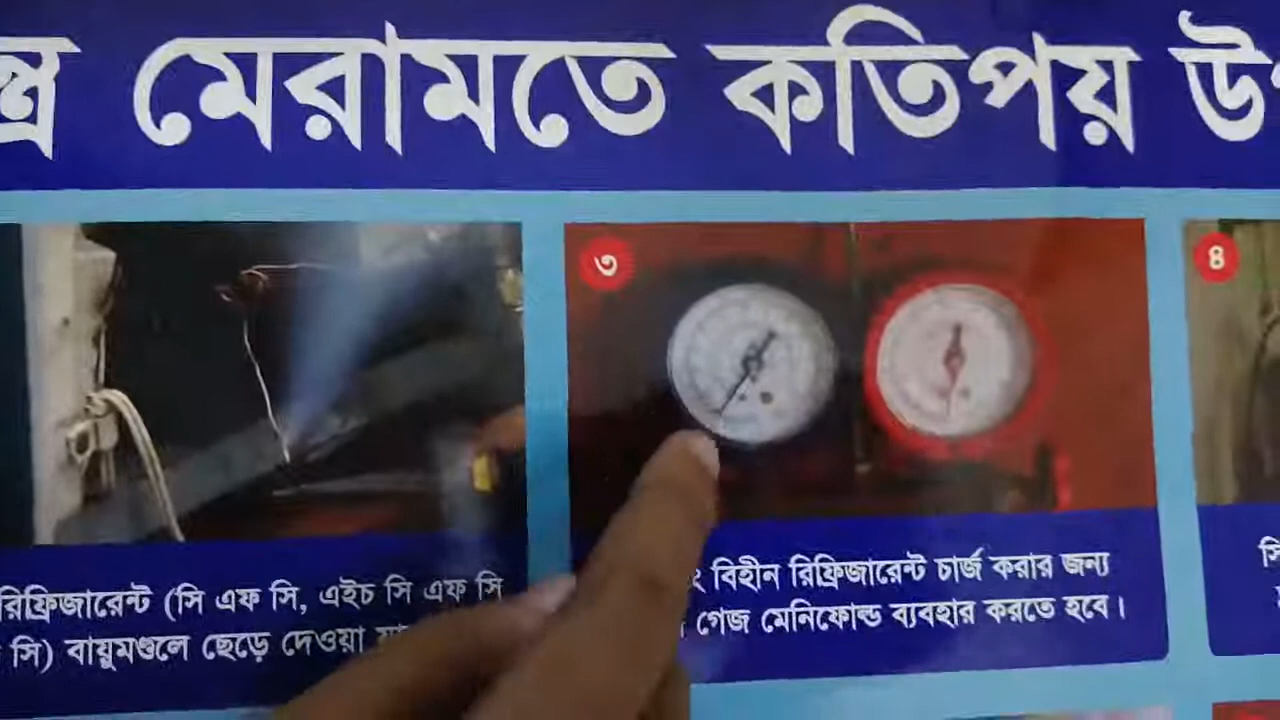 মেরামতে কতিপয়
৩
৪
রিফ্রিজারেন্ট (সি এফ সি, এইচ সি এফ সি
সি) বায়ুমণ্ডলে ছেড়ে দেওয়া
বিহীন রিফ্রিজারেন্ট চার্জ করার জন্য
গেজ মেনিফোল্ড ব্যবহার করতে হবে।